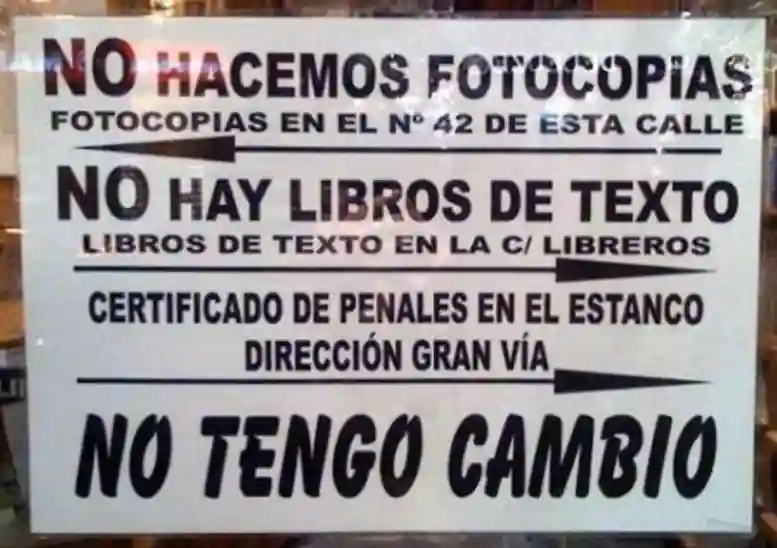 NO HACEMOS FOTOCOPIAS
FOTOCOPIAS EN EL Nº 42 DE ESTA CALLE
NO HAY LIBROS DE TEXTO
LIBROS DE TEXTO EN LA C/ LIBREROS
CERTIFICADO DE PENALES EN EL ESTANCO
DIRECCIÓN GRAN VÍA
NO TENGO CAMBIO